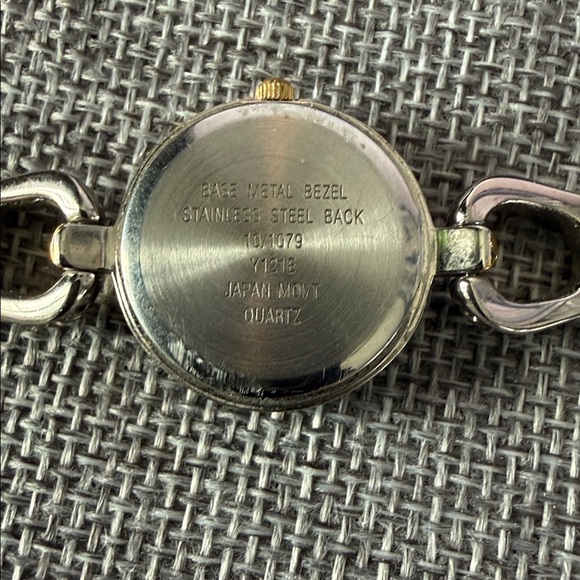 BASE METAL BEZEL
STAINLESS STEEL BACK
10/1079
Y121E
JAPAN MOVT
QUARTZ